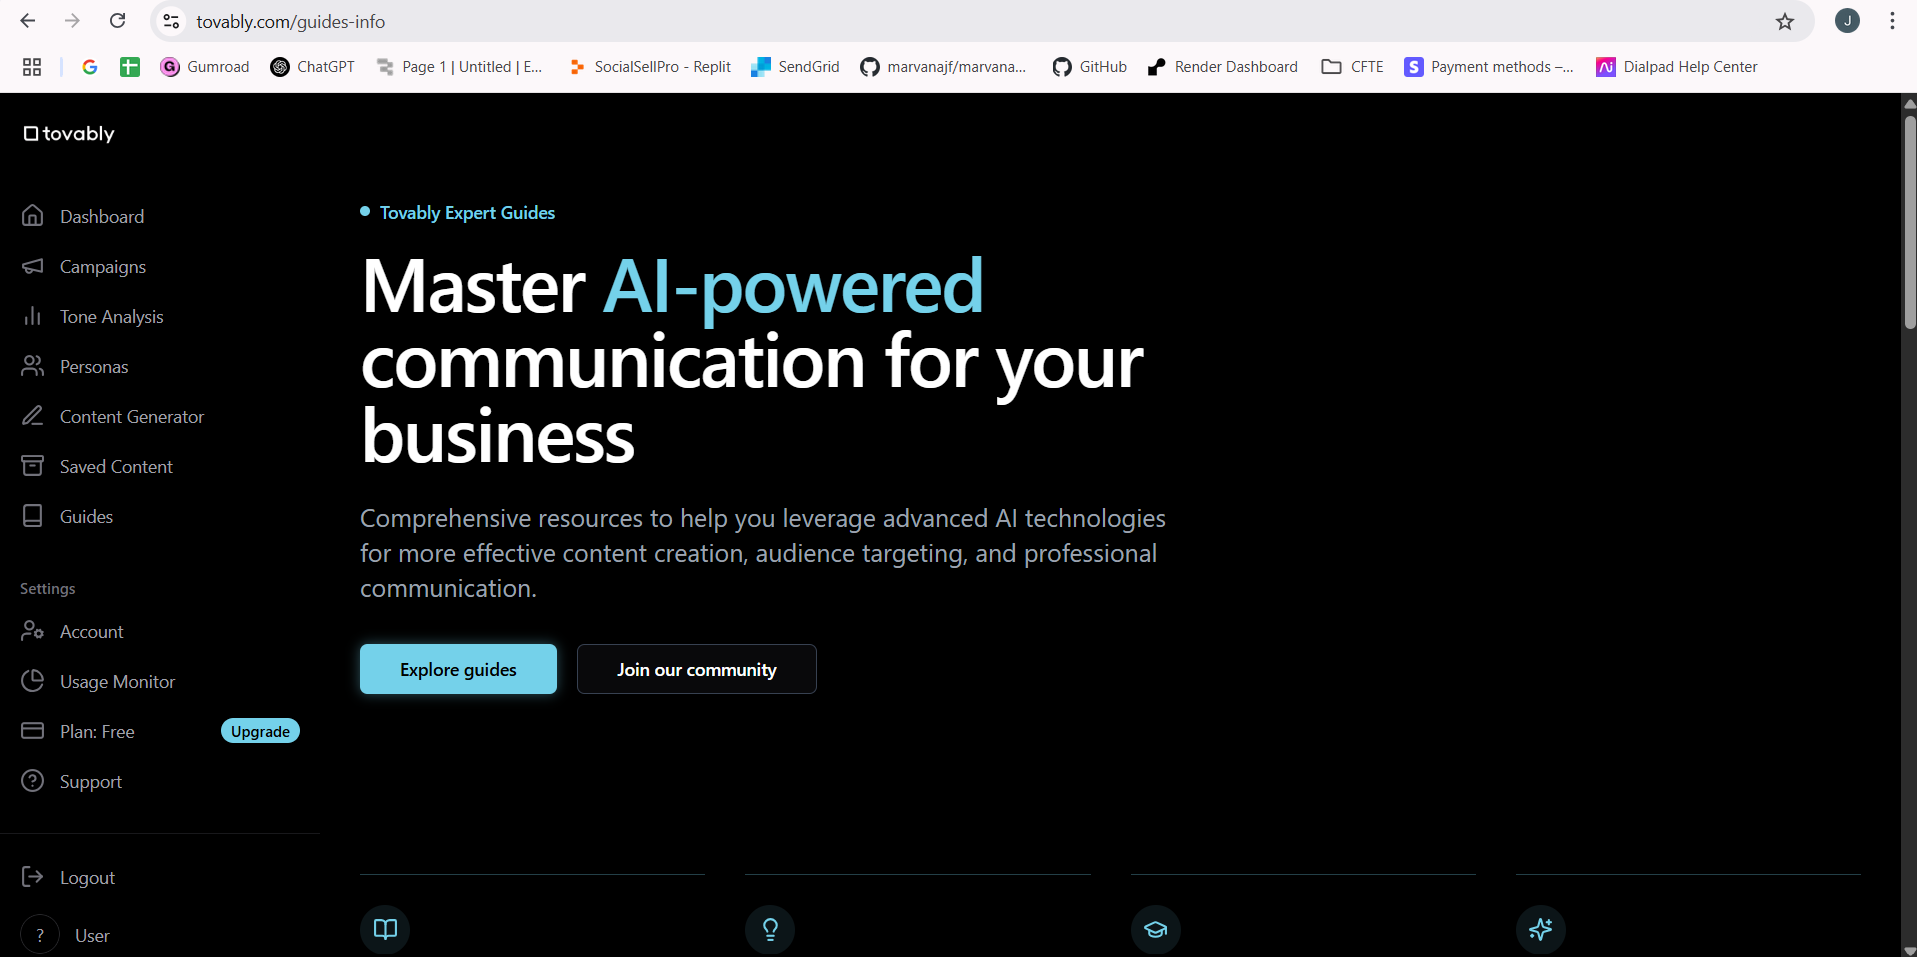 tovably.com/guides-info
J
Gumroad
ChatGPT
Page 1 | Untitled | E...
SocialSellPro - Replit
SendGrid
marvanajf/marvana...
GitHub
Render Dashboard
CFTE
Payment methods –...
Dialpad Help Center
tovably
Dashboard
Campaigns
Tone Analysis
Personas
Content Generator
Saved Content
Guides
Settings
Account
Usage Monitor
Plan: Free
Upgrade
Support
Logout
?
User
Tovably Expert Guides
Master AI-powered
communication for your
business
Comprehensive resources to help you leverage advanced AI technologies
for more effective content creation, audience targeting, and professional
communication.
Explore guides
Join our community